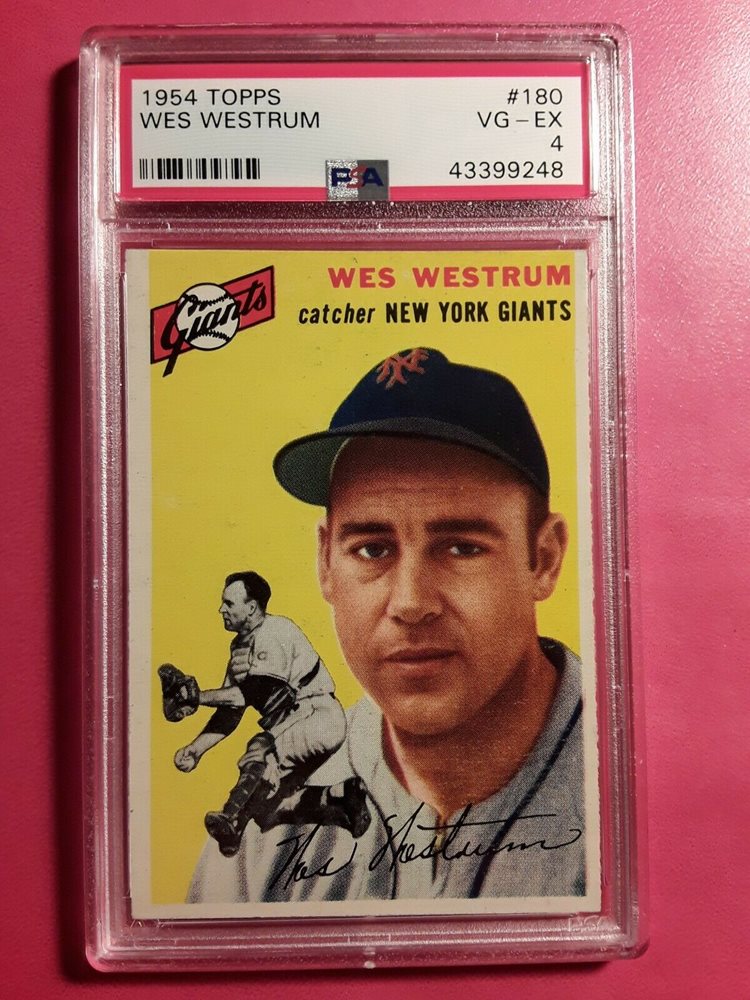 1954 TOPPS #180
WES WESTRUM VG-EX
4
PSA 43399248
Giants
WES WESTRUM
catcher NEW YORK GIANTS
NY
Wes Westrum